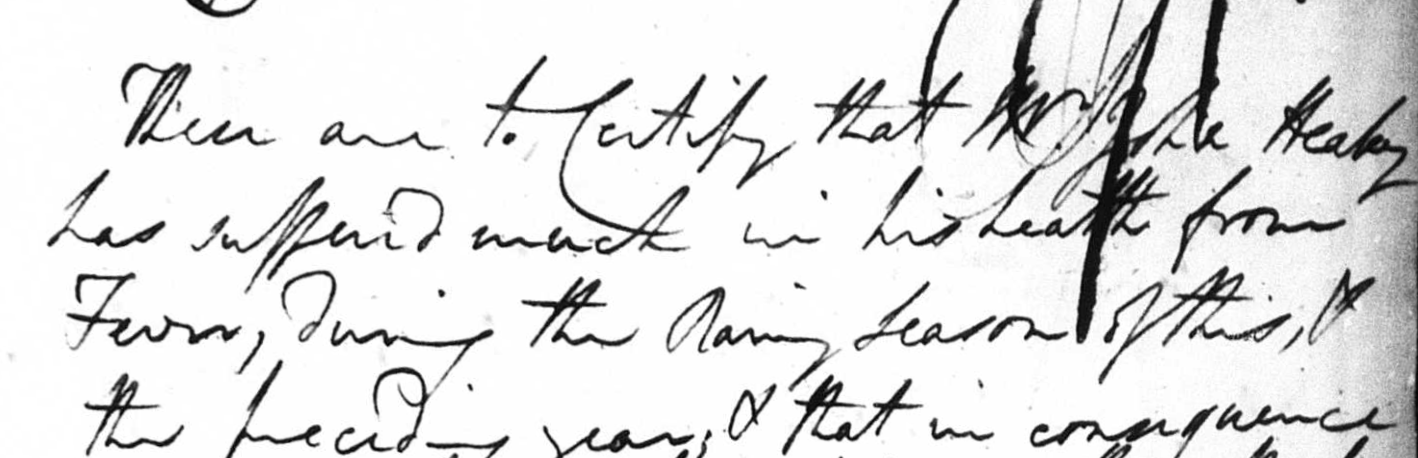 These are to Certify that Mr John Heaky
has suffered much in his health from
Fever, during the Rainy Season of this, &
the preceding year; & that in consequence